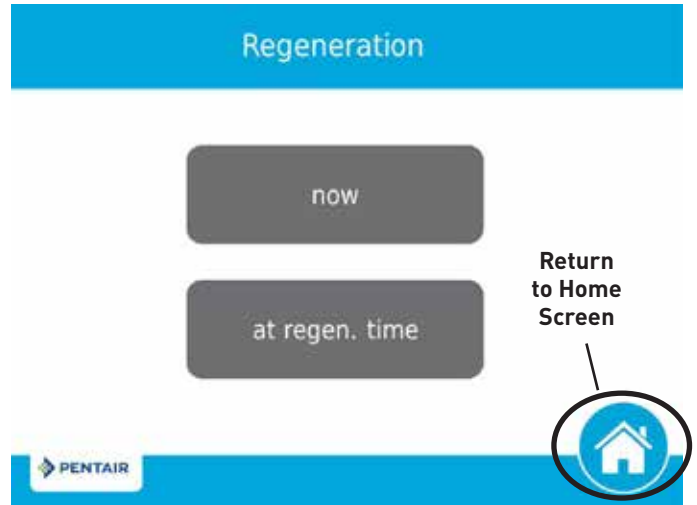 Regeneration
now
at regen. time
Return
to Home
Screen
PENTAIR